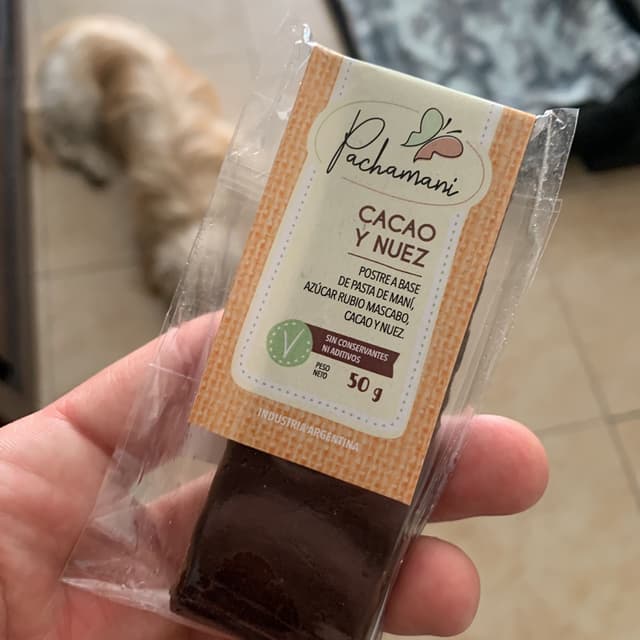 Pachamani
CACAO
Y NUEZ
POSTRE A BASE
DE PASTA DE MANÍ,
AZÚCAR RUBIO MASCABO,
CACAO Y NUEZ.
V
SIN CONSERVANTES
NI ADITIVOS
PESO
NETO
50 g
INDUSTRIA ARGENTINA